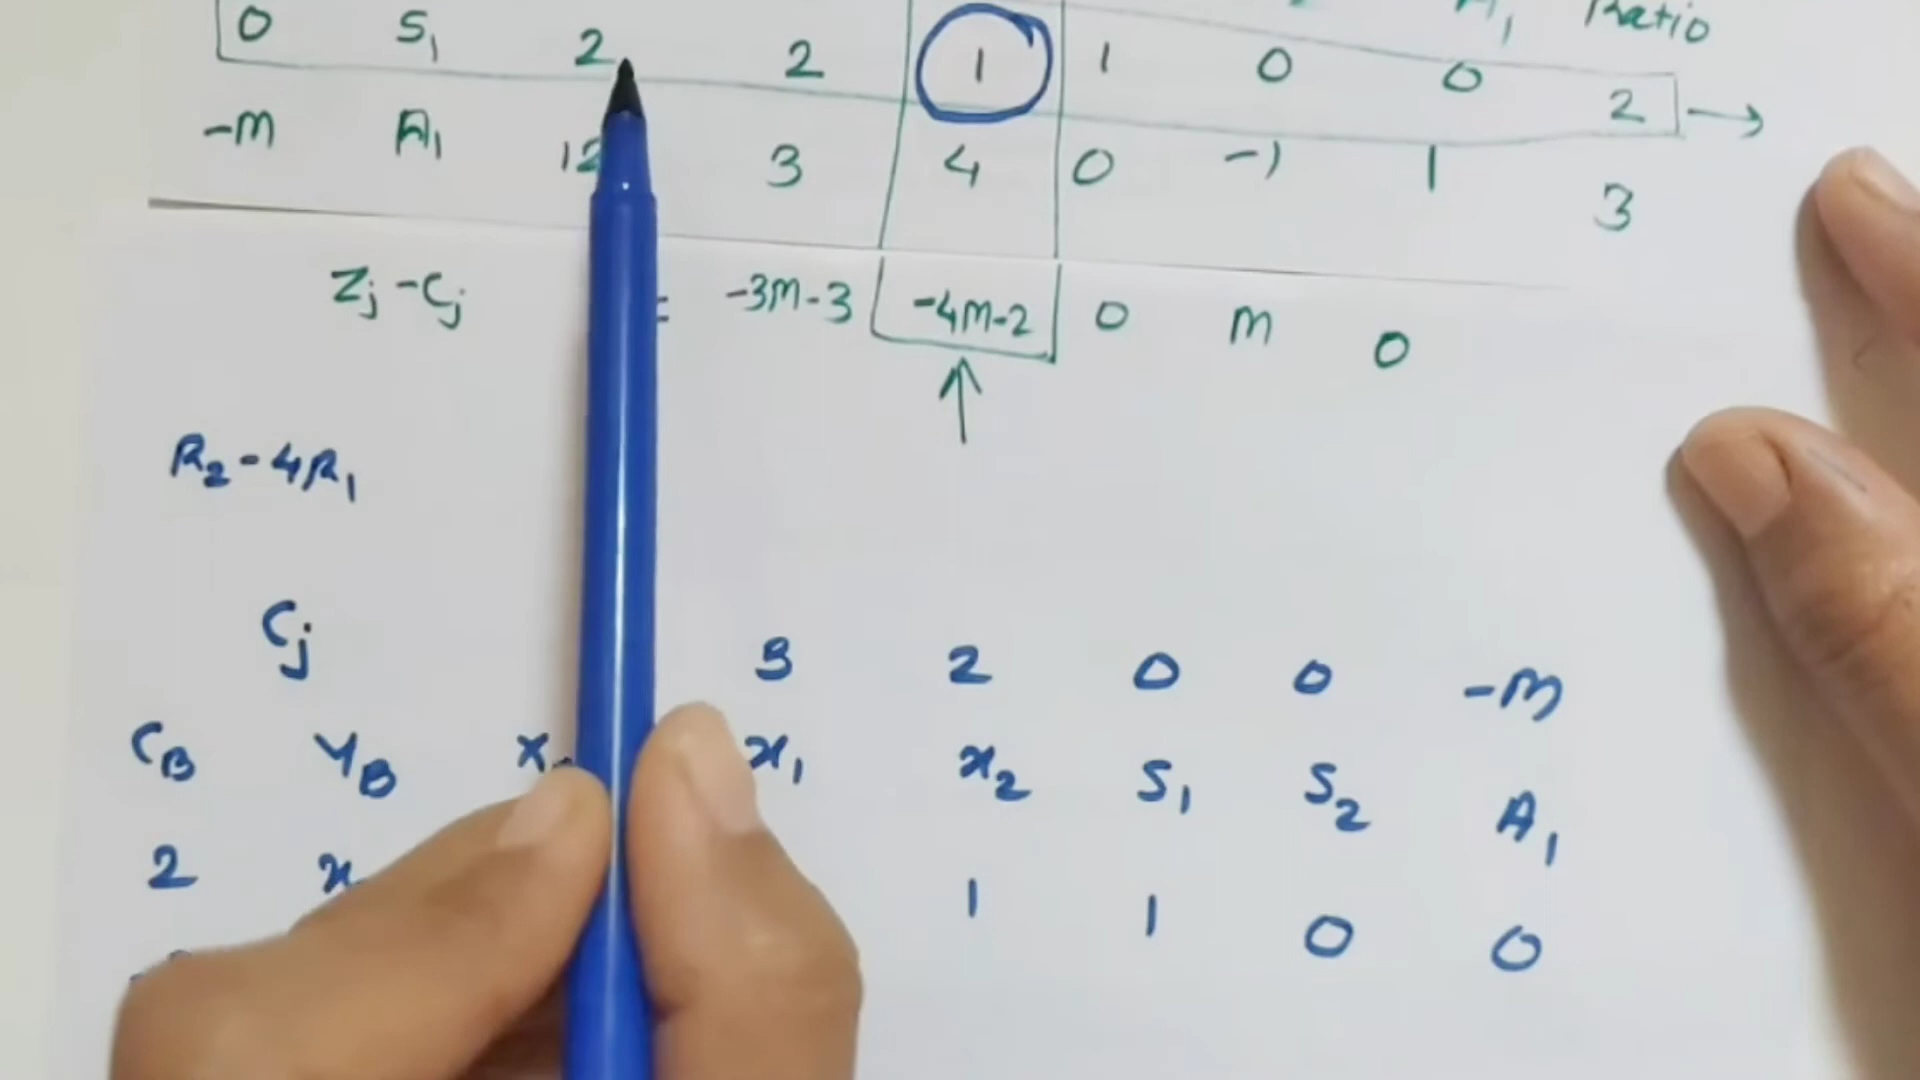 A₁ Ratio
0 S₁ 2 2 1 1 0 0 2 →
-M A₁ 12 3 4 0 -1 1 3
Zj - Cj = -3M-3 -4M-2 0 M 0
↑
R₂ - 4R₁
Cj 3 2 0 0 -M
CB YB X x₁ x₂ S₁ S₂ A₁
2 x 1 1 0 0